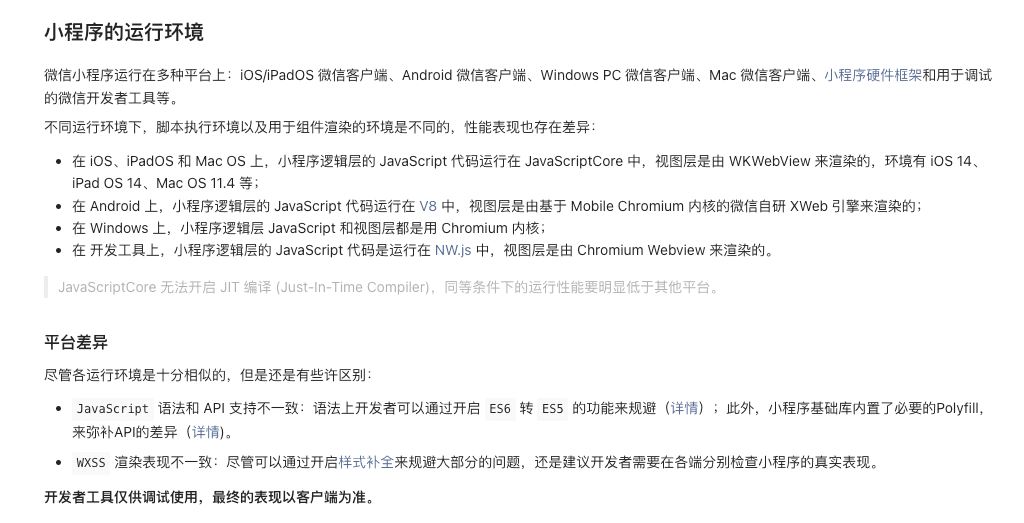 小程序的运行环境
微信小程序运行在多种平台上：iOS/iPadOS 微信客户端、Android 微信客户端、Windows PC 微信客户端、Mac 微信客户端、小程序硬件框架和用于调试
的微信开发者工具等。
不同运行环境下，脚本执行环境以及用于组件渲染的环境是不同的，性能表现也存在差异：
• 在 iOS、iPadOS 和 Mac OS 上，小程序逻辑层的 JavaScript 代码运行在 JavaScriptCore 中，视图层是由 WKWebView 来渲染的，环境有 iOS 14、
iPad OS 14、Mac OS 11.4 等；
• 在 Android 上，小程序逻辑层的 JavaScript 代码运行在 V8 中，视图层是由基于 Mobile Chromium 内核的微信自研 XWeb 引擎来渲染的；
• 在 Windows 上，小程序逻辑层 JavaScript 和视图层都是用 Chromium 内核；
• 在 开发工具上，小程序逻辑层的 JavaScript 代码是运行在 NW.js 中，视图层是由 Chromium Webview 来渲染的。
JavaScriptCore 无法开启 JIT 编译 (Just-In-Time Compiler)，同等条件下的运行性能要明显低于其他平台。
平台差异
尽管各运行环境是十分相似的，但是还是有些许区别：
• JavaScript 语法和 API 支持不一致：语法上开发者可以通过开启 ES6 转 ES5 的功能来规避（详情）；此外，小程序基础库内置了必要的Polyfill，
来弥补API的差异（详情)。
• WXSS 渲染表现不一致：尽管可以通过开启样式补全来规避大部分的问题，还是建议开发者需要在各端分别检查小程序的真实表现。
开发者工具仅供调试使用，最终的表现以客户端为准。